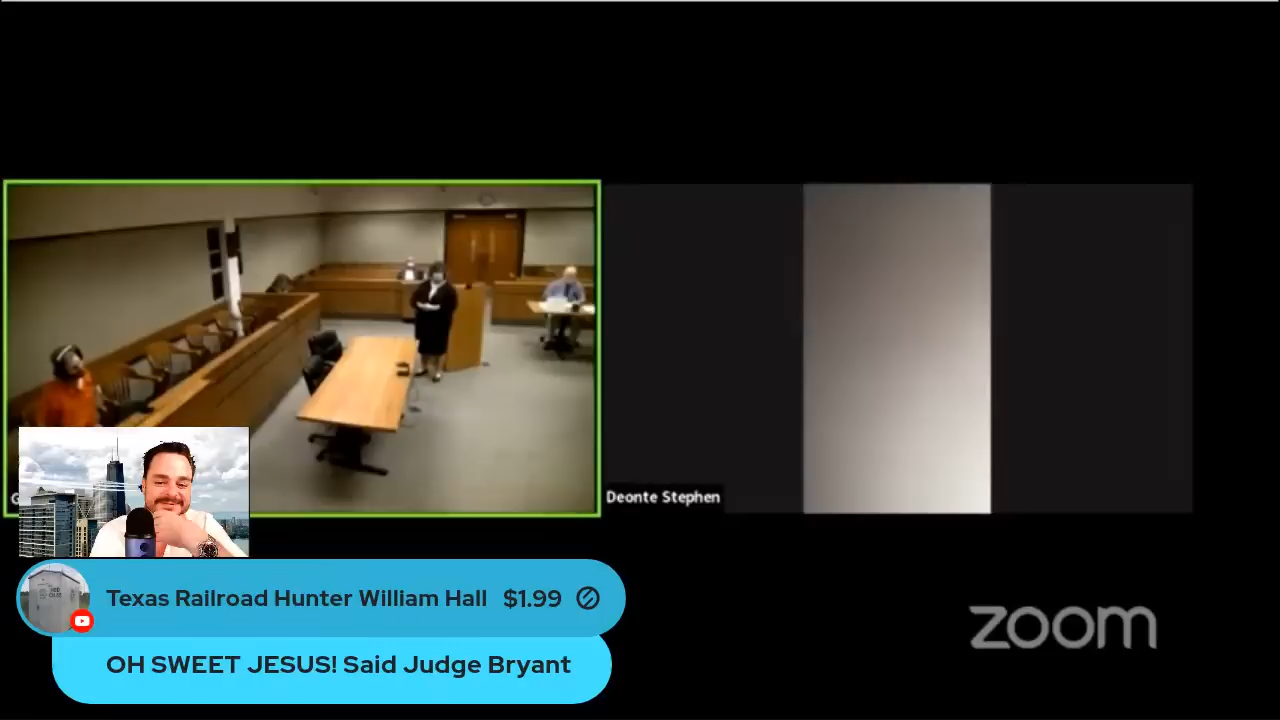 Deonte Stephen
Texas Railroad Hunter William Hall $1.99
OH SWEET JESUS! Said Judge Bryant
zoom